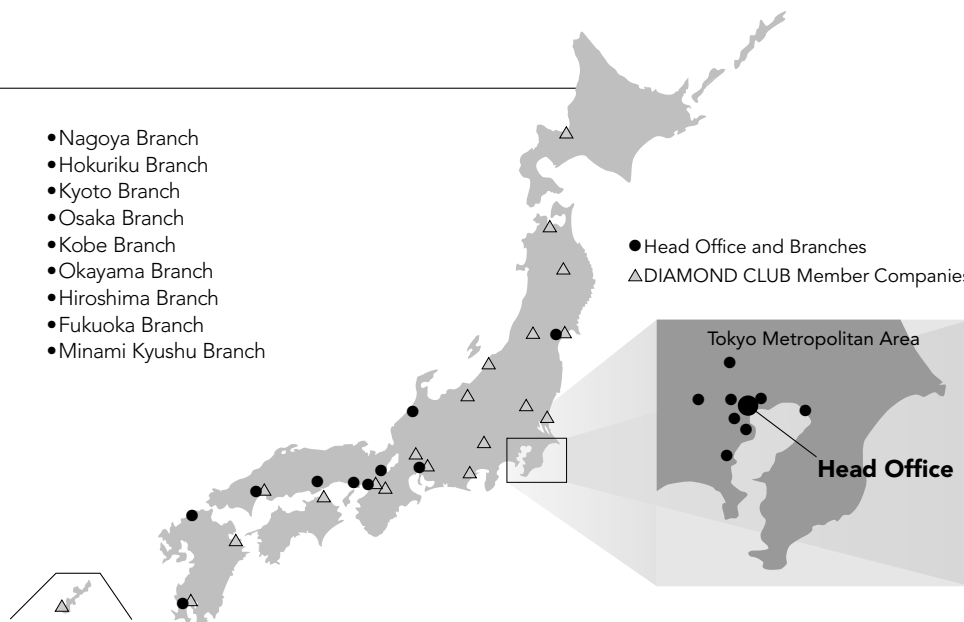 •Nagoya Branch
•Hokuriku Branch
•Kyoto Branch
•Osaka Branch
•Kobe Branch
•Okayama Branch
•Hiroshima Branch
•Fukuoka Branch
•Minami Kyushu Branch
●Head Office and Branches
△DIAMOND CLUB Member Companies
Tokyo Metropolitan Area
Head Office